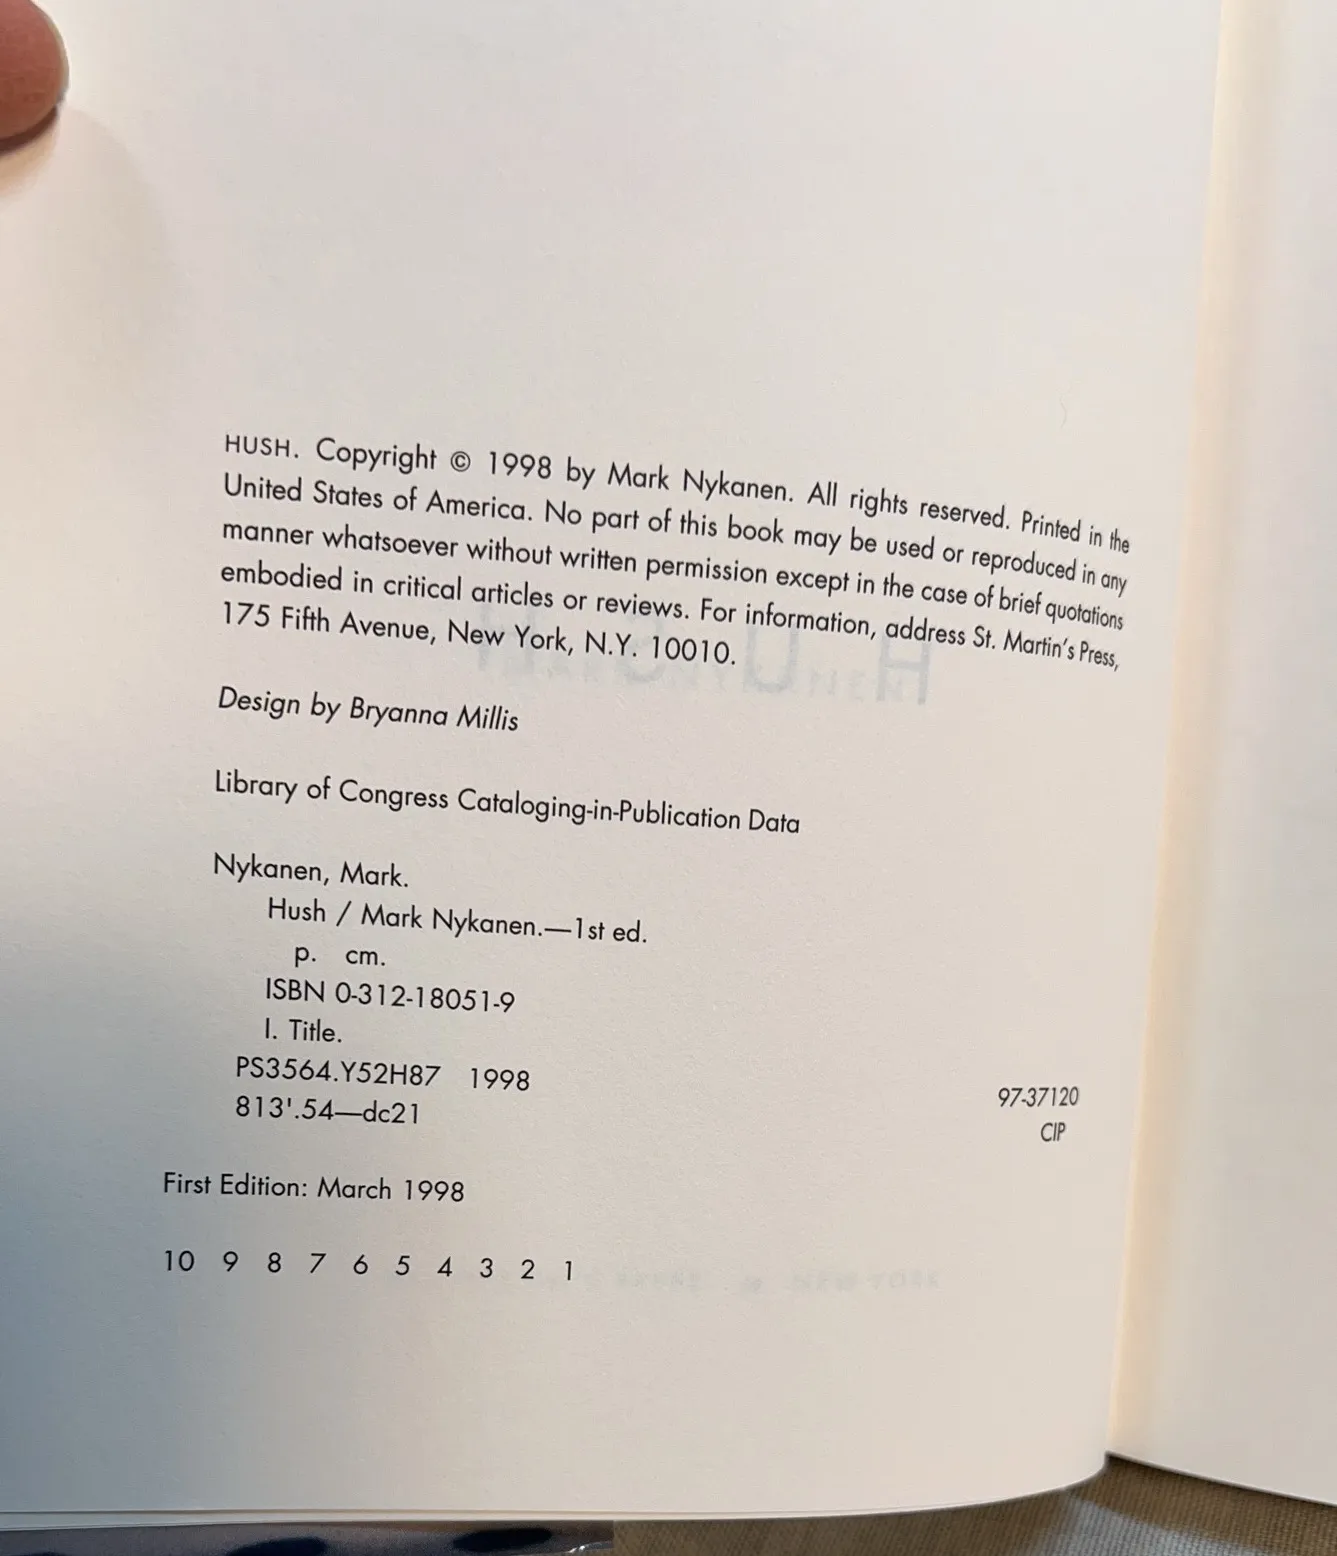 HUSH. Copyright © 1998 by Mark Nykanen. All rights reserved. Printed in the
United States of America. No part of this book may be used or reproduced in any
manner whatsoever without written permission except in the case of brief quotations
embodied in critical articles or reviews. For information, address St. Martin's Press,
175 Fifth Avenue, New York, N.Y. 10010.
Design by Bryanna Millis
Library of Congress Cataloging-in-Publication Data
Nykanen, Mark.
Hush / Mark Nykanen.—1st ed.
p. cm.
ISBN 0-312-18051-9
I. Title.
PS3564.Y52H87 1998
813'.54—dc21
97-37120
CIP
First Edition: March 1998
10 9 8 7 6 5 4 3 2 1